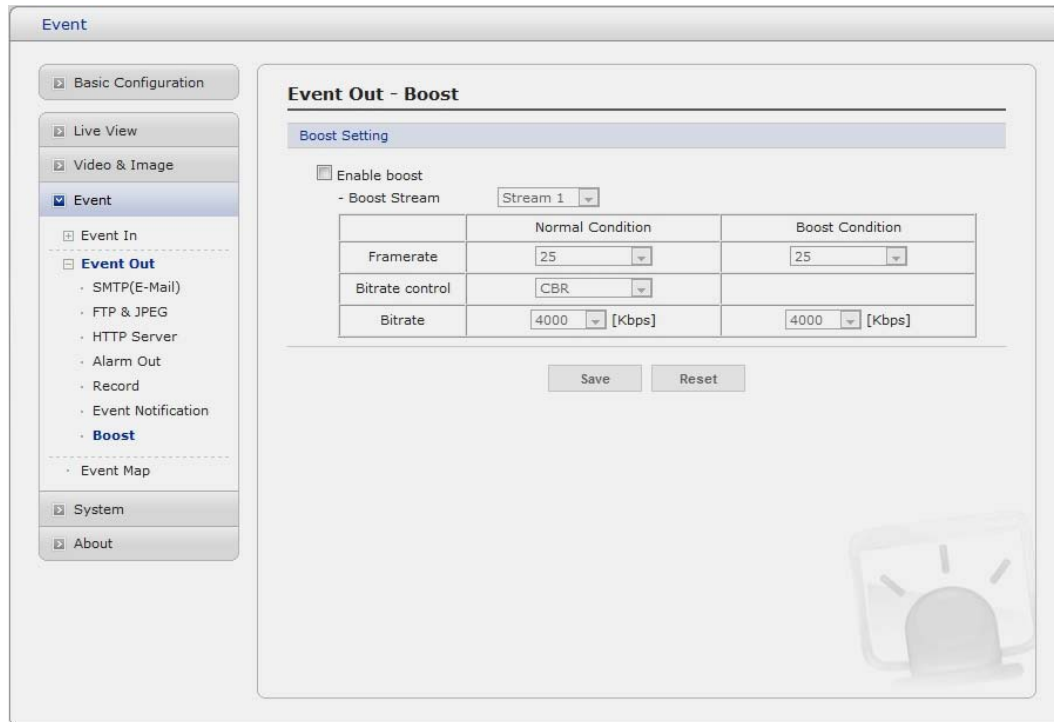 Event
Basic Configuration
Live View
Video & Image
Event
Event In
Event Out
SMTP(E-Mail)
FTP & JPEG
HTTP Server
Alarm Out
Record
Event Notification
Boost
Event Map
System
About
Event Out - Boost
Boost Setting
Enable boost
- Boost Stream Stream 1
Normal Condition Boost Condition
Framerate 25 25
Bitrate control CBR
Bitrate 4000 [Kbps] 4000 [Kbps]
Save Reset